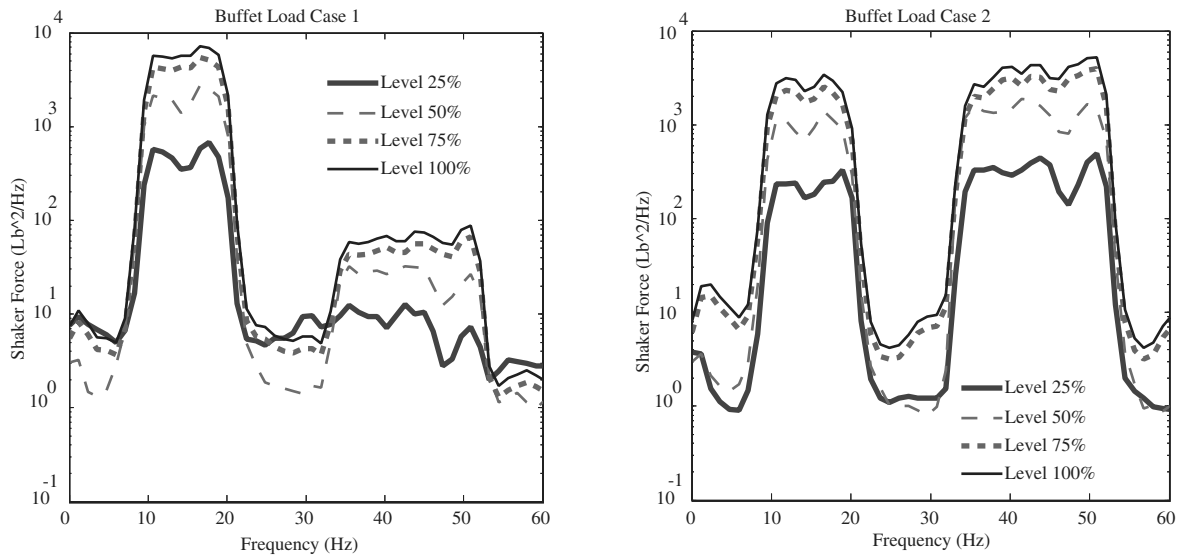 Buffet Load Case 1
Shaker Force (Lb^2/Hz)
10 4
10 3
10 2
10 1
10 0
10 -1
Level 25%
Level 50%
Level 75%
Level 100%
0 10 20 30 40 50 60
Frequency (Hz)
Buffet Load Case 2
Shaker Force (Lb^2/Hz)
10 4
10 3
10 2
10 1
10 0
10 -1
Level 25%
Level 50%
Level 75%
Level 100%
0 10 20 30 40 50 60
Frequency (Hz)